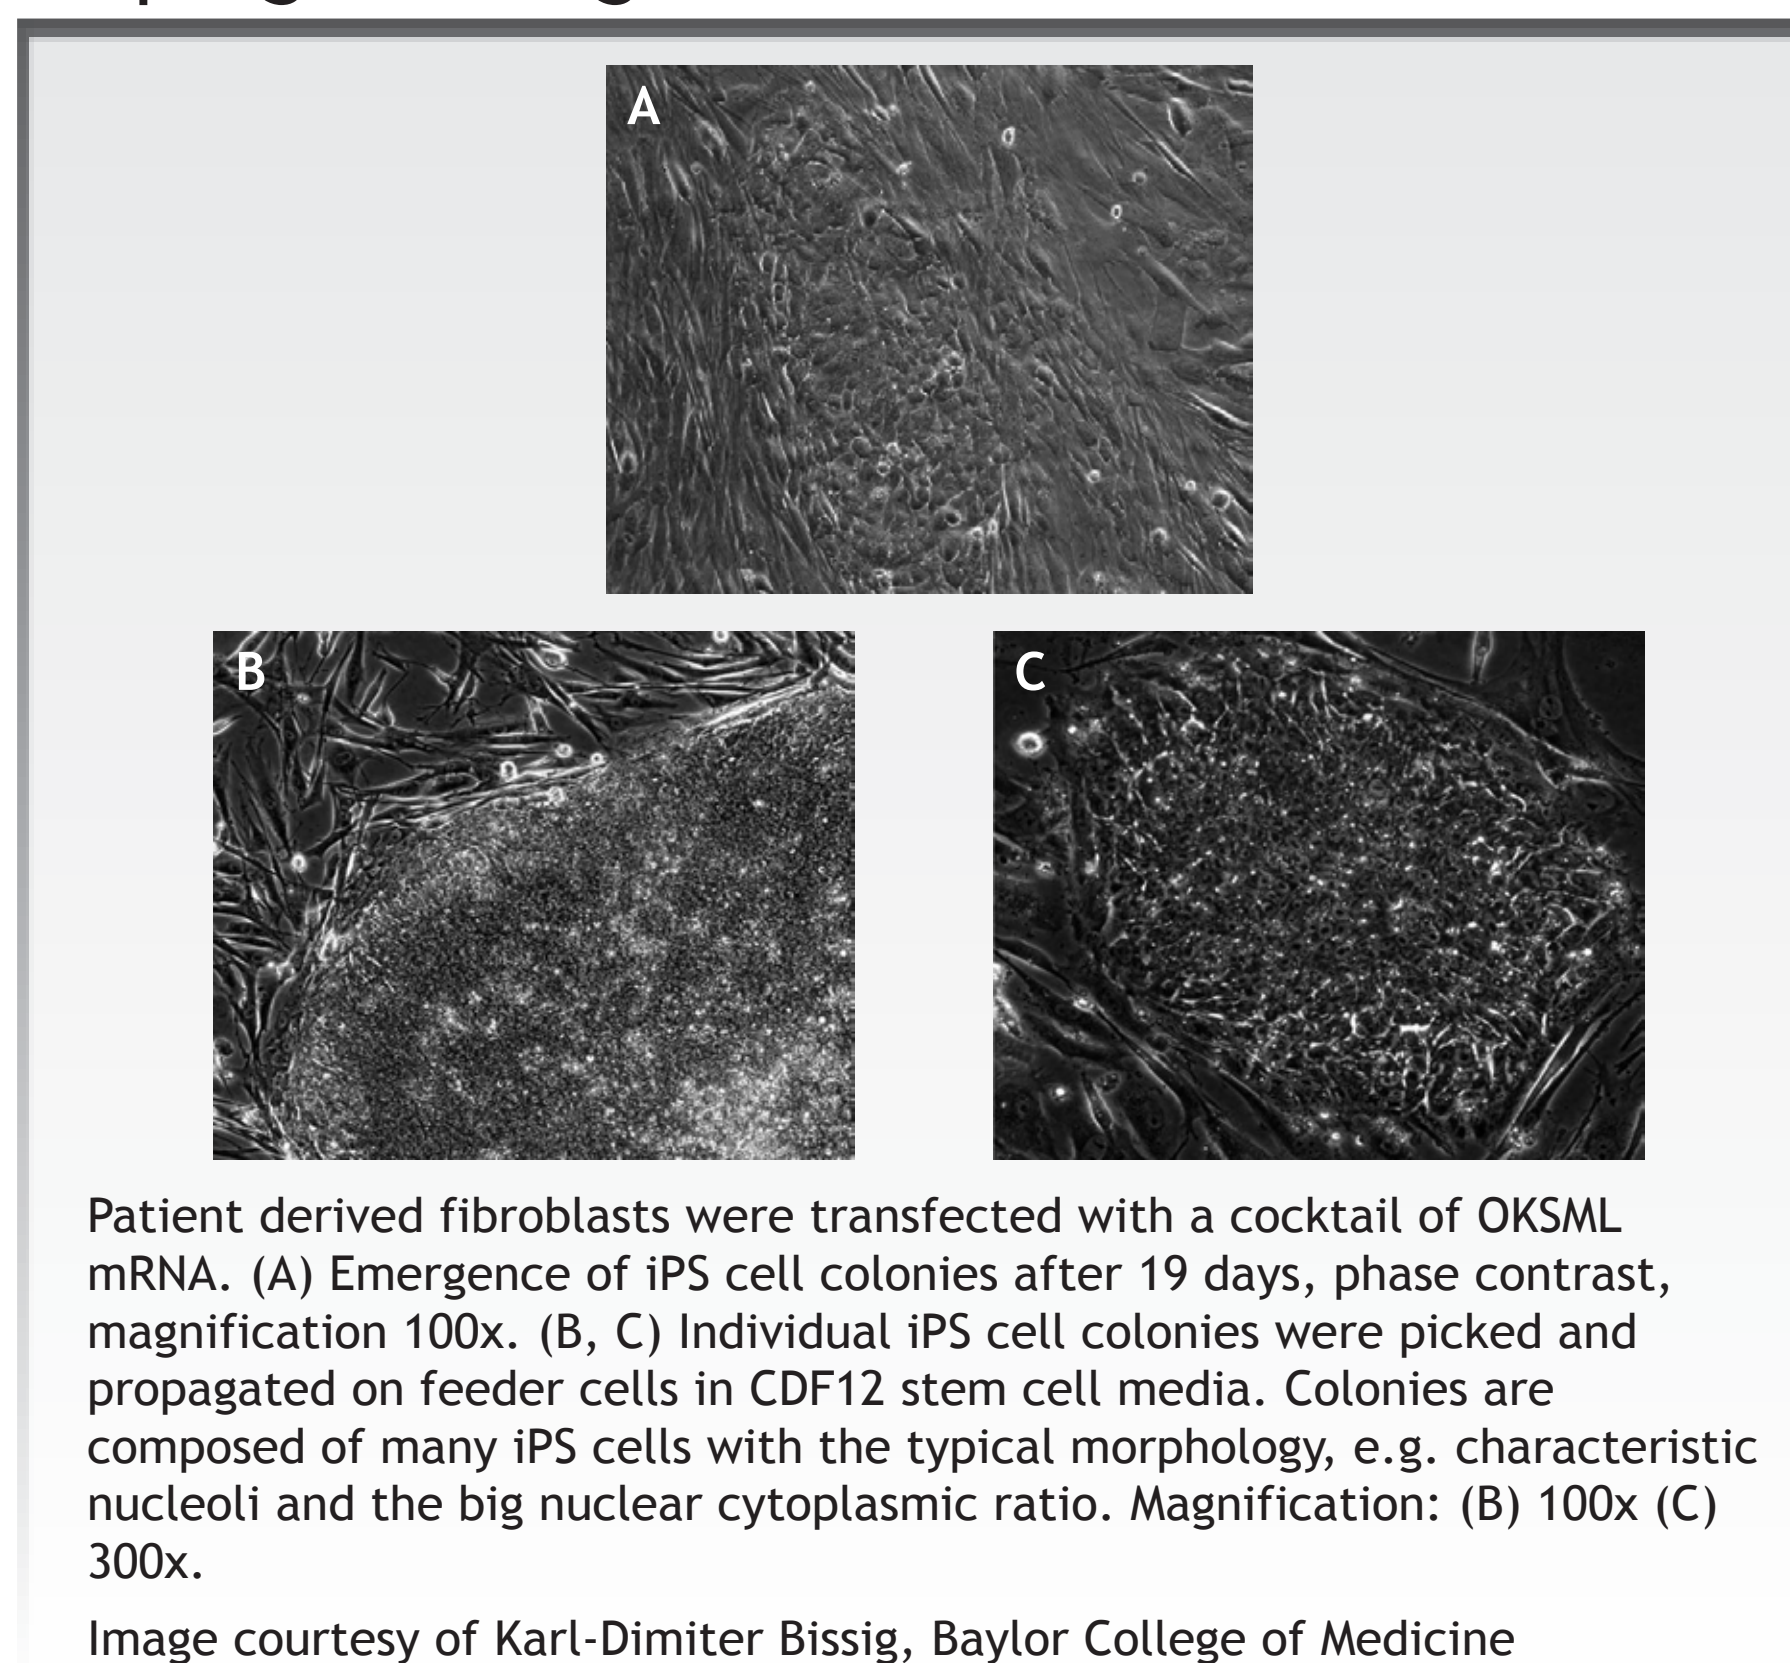 A
B
C
Patient derived fibroblasts were transfected with a cocktail of OKSML
mRNA. (A) Emergence of iPS cell colonies after 19 days, phase contrast,
magnification 100x. (B, C) Individual iPS cell colonies were picked and
propagated on feeder cells in CDF12 stem cell media. Colonies are
composed of many iPS cells with the typical morphology, e.g. characteristic
nucleoli and the big nuclear cytoplasmic ratio. Magnification: (B) 100x (C)
300x.
Image courtesy of Karl-Dimiter Bissig, Baylor College of Medicine